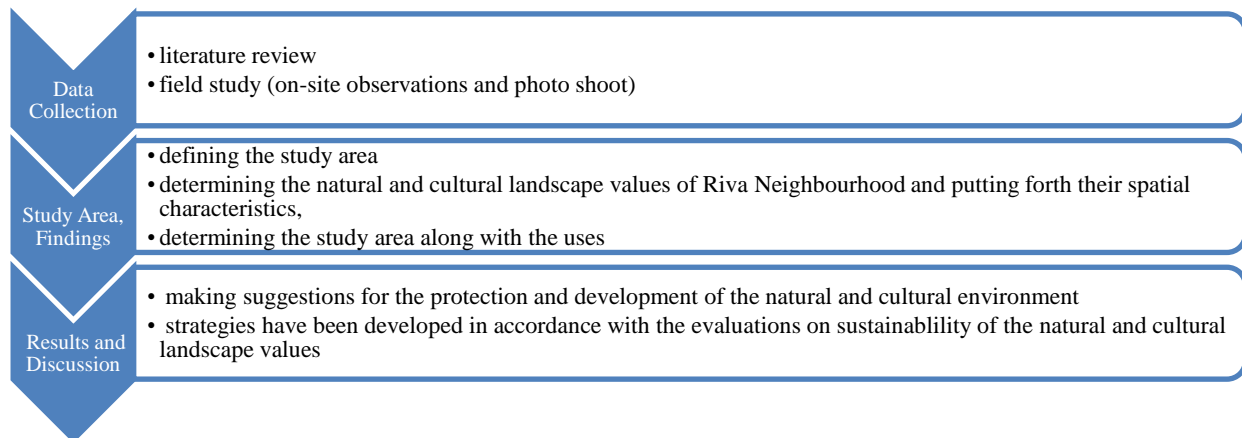 Data
Collection
• literature review
• field study (on-site observations and photo shoot)
Study Area,
Findings
• defining the study area
• determining the natural and cultural landscape values of Riva Neighbourhood and putting forth their spatial
characteristics,
• determining the study area along with the uses
Results and
Discussion
• making suggestions for the protection and development of the natural and cultural environment
• strategies have been developed in accordance with the evaluations on sustainablility of the natural and cultural
landscape values